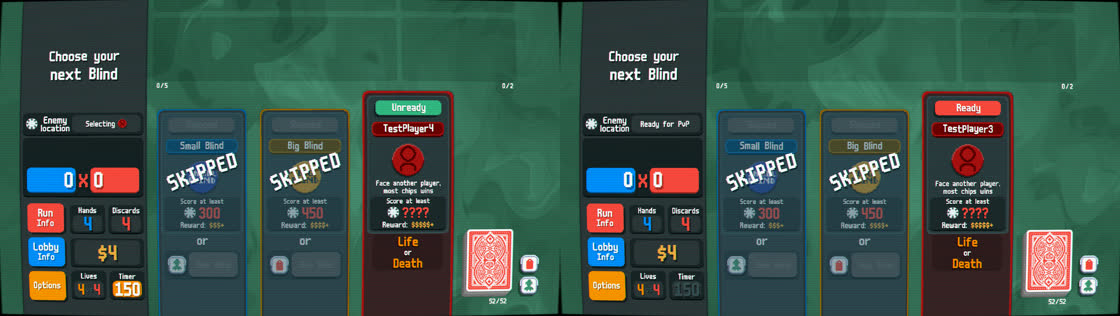 Choose your
next Blind
Enemy
location
Selecting
0 X 0
Run
Info
Hands
4
Discards
4
Lobby
Info
$4
Options
Lives
4 4
Timer
150
0/5
0/2
Small Blind
SKIPPED
Score at least
300
Reward: $$$+
or
Big Blind
SKIPPED
Score at least
450
Reward: $$$$+
or
Unready
TestPlayer4
Face another player,
most chips wins
Score at least
????
Reward: $$$$$+
Life
or
Death
52/52
Choose your
next Blind
Enemy
location
Ready for PvP
0 X 0
Run
Info
Hands
4
Discards
4
Lobby
Info
$4
Options
Lives
4 4
Timer
150
0/5
0/2
Small Blind
SKIPPED
Score at least
300
Reward: $$$+
or
Big Blind
SKIPPED
Score at least
450
Reward: $$$$+
or
Ready
TestPlayer3
Face another player,
most chips wins
Score at least
????
Reward: $$$$$+
Life
or
Death
52/52